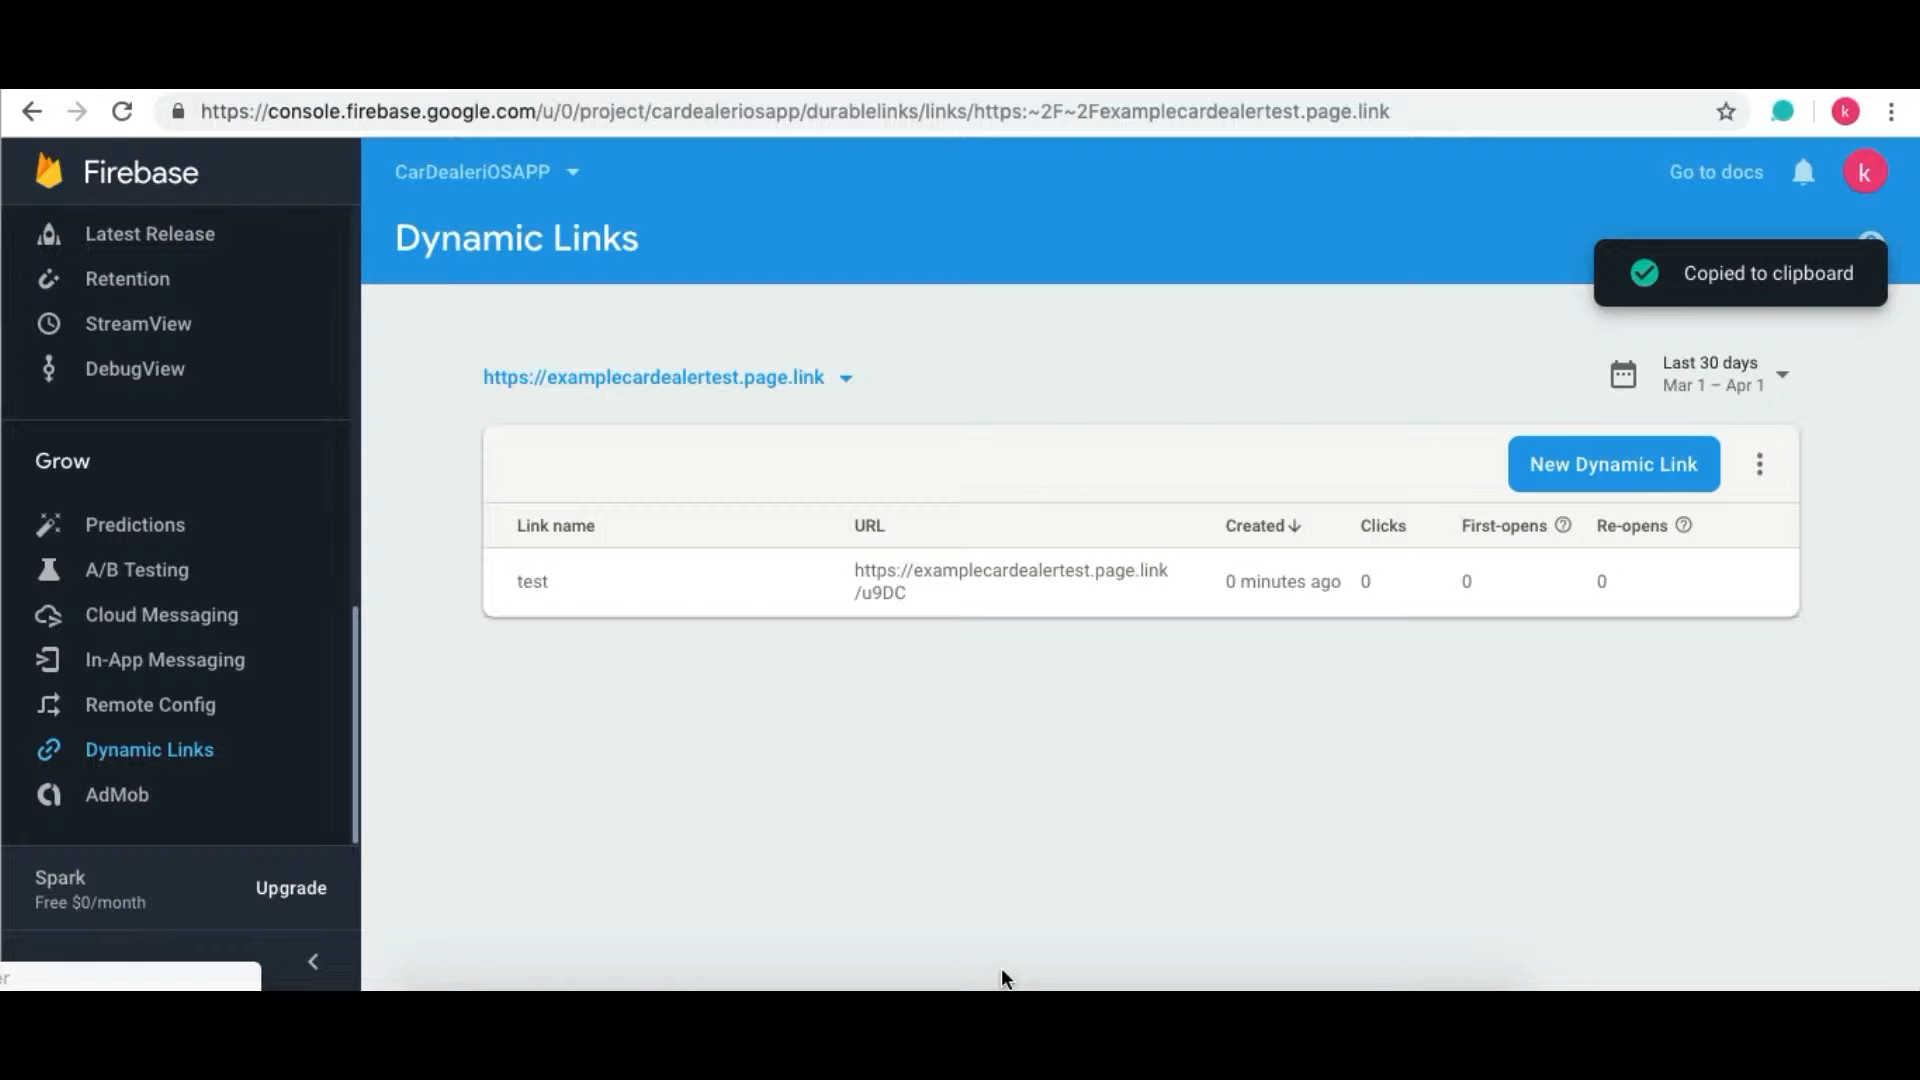 https://console.firebase.google.com/u/0/project/cardealeriosapp/durablelinks/links/https:~2F~2Fexamplecardealertest.page.link
k
Firebase
CarDealeriOSAPP
Go to docs
k
Latest Release
Dynamic Links
Copied to clipboard
Retention
StreamView
DebugView
https://examplecardealertest.page.link
Last 30 days
Mar 1 – Apr 1
Grow
New Dynamic Link
Predictions
Link name URL Created Clicks First-opens Re-opens
A/B Testing
test https://examplecardealertest.page.link 0 minutes ago 0 0 0
/u9DC
Cloud Messaging
In-App Messaging
Remote Config
Dynamic Links
AdMob
Spark
Free $0/month
Upgrade
er